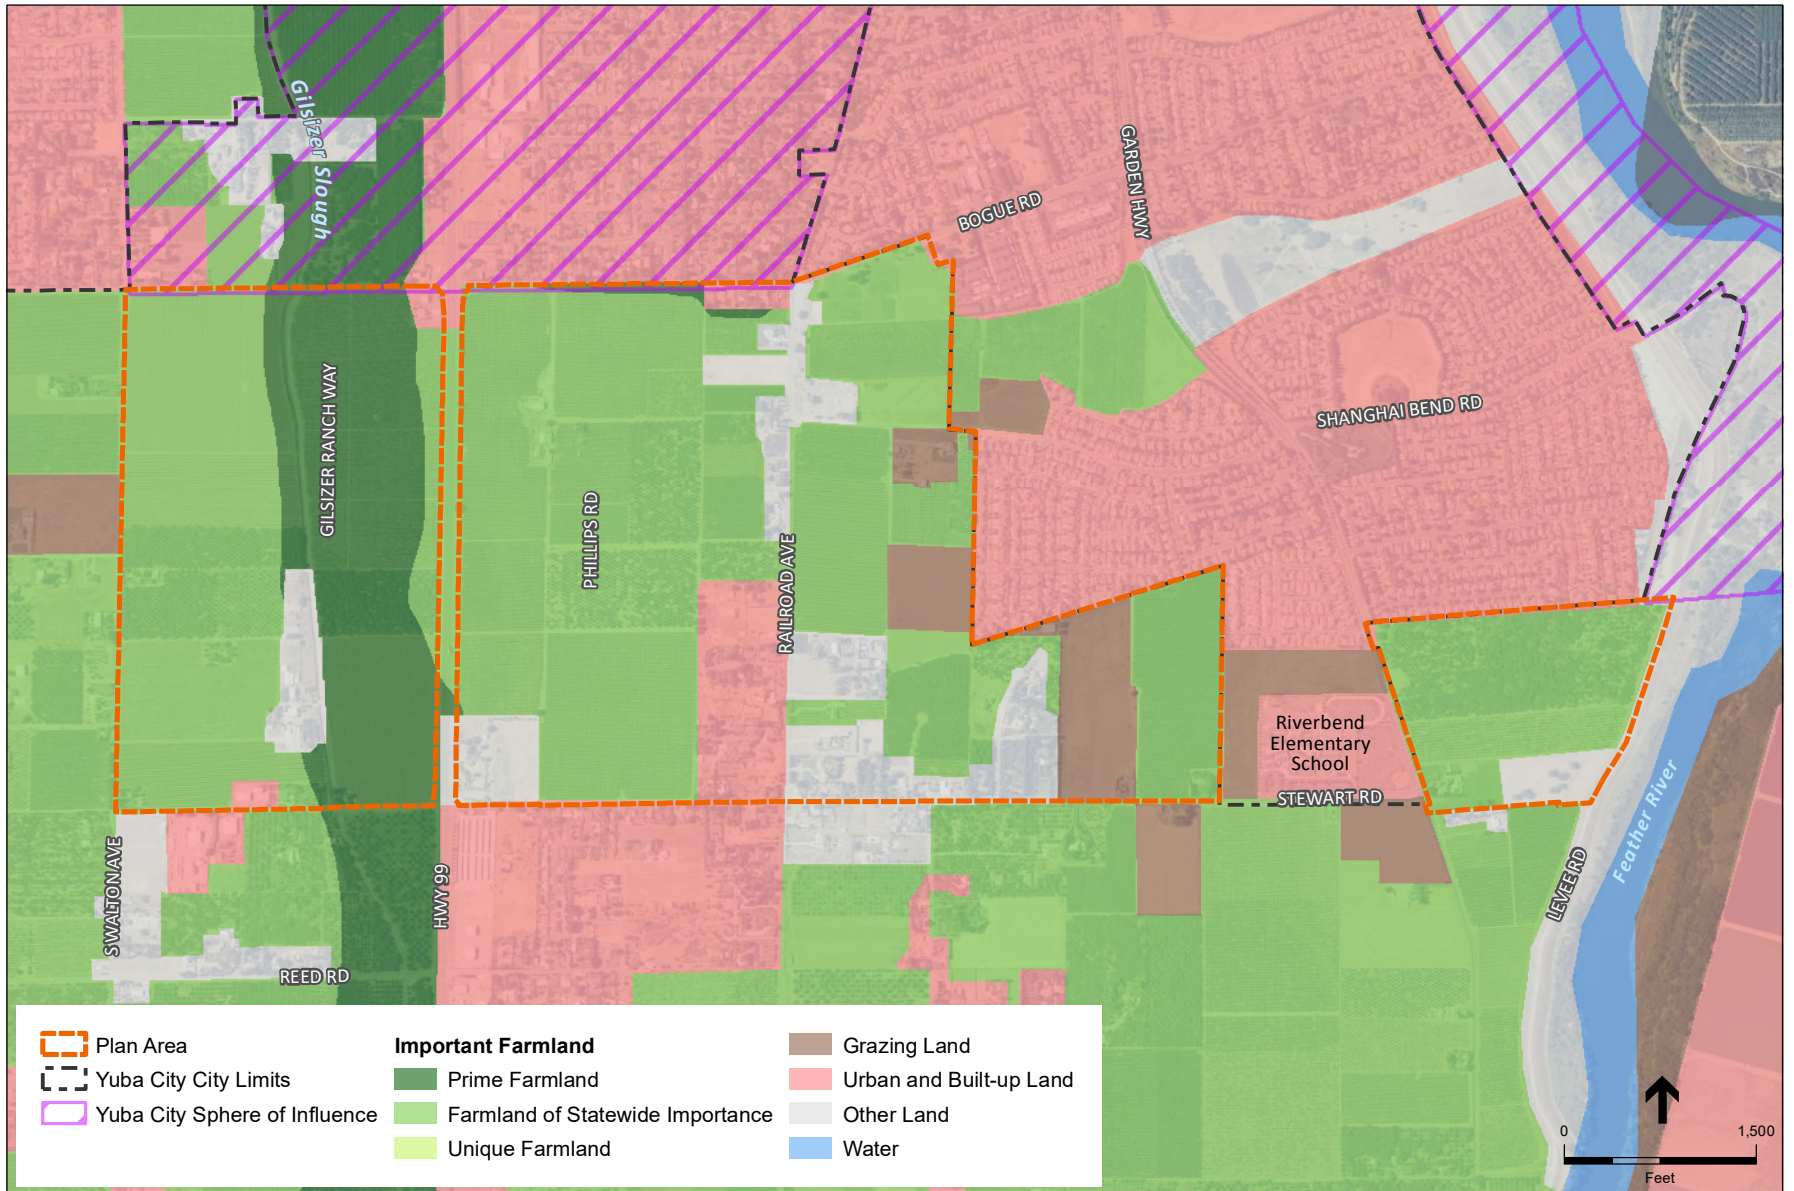 Gilsizer Slough
GARDEN HWY
BOGUE RD
SHANGHAI BEND RD
GILSIZER RANCH WAY
PHILLIPS RD
RAILROAD AVE
Riverbend
Elementary
School
STEWART RD
Feather River
LEVEE RD
S WALTON AVE
HWY 99
REED RD
Plan Area
Yuba City City Limits
Yuba City Sphere of Influence
Important Farmland
Prime Farmland
Farmland of Statewide Importance
Unique Farmland
Grazing Land
Urban and Built-up Land
Other Land
Water
0 1,500
Feet